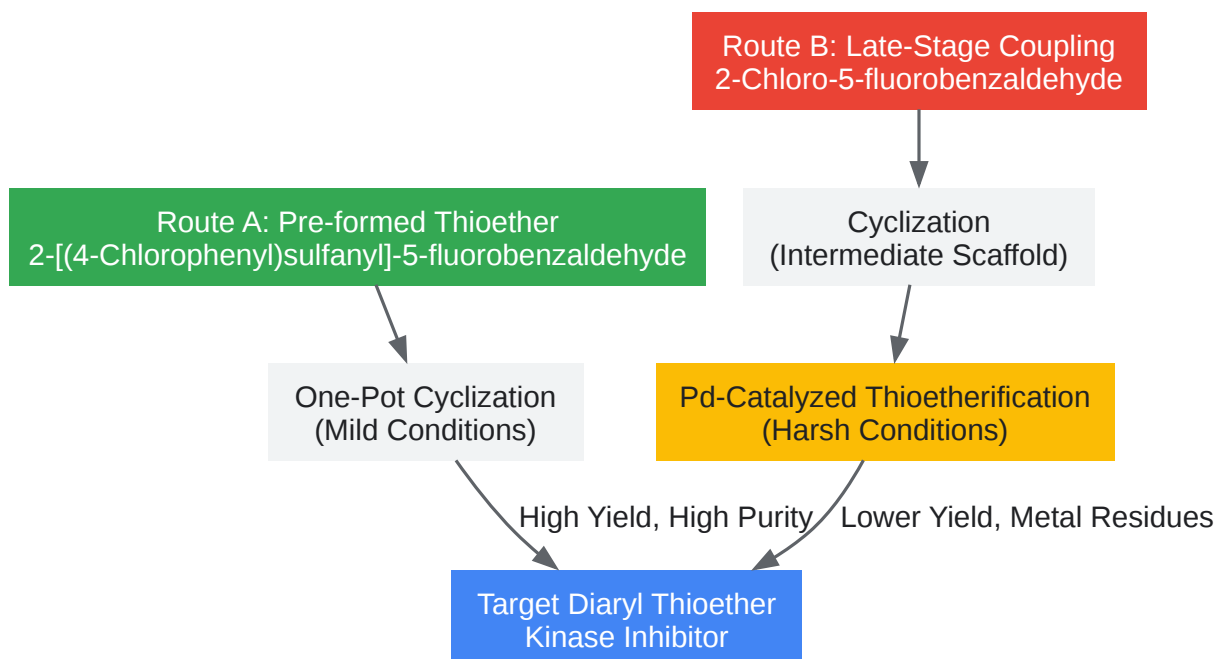 Route B: Late-Stage Coupling
2-Chloro-5-fluorobenzaldehyde
Route A: Pre-formed Thioether
2-[(4-Chlorophenyl)sulfanyl]-5-fluorobenzaldehyde
Cyclization
(Intermediate Scaffold)
One-Pot Cyclization
(Mild Conditions)
Pd-Catalyzed Thioetherification
(Harsh Conditions)
High Yield, High Purity
Lower Yield, Metal Residues
Target Diaryl Thioether
Kinase Inhibitor